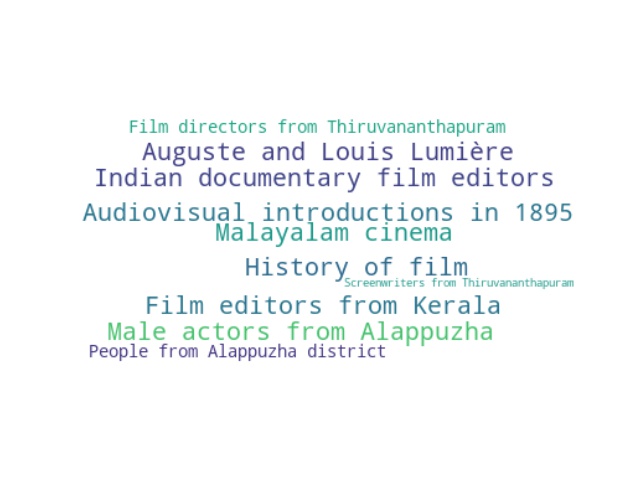 Film directors from Thiruvananthapuram
Auguste and Louis Lumière
Indian documentary film editors
Audiovisual introductions in 1895
Malayalam cinema
History of film
Screenwriters from Thiruvananthapuram
Film editors from Kerala
Male actors from Alappuzha
People from Alappuzha district